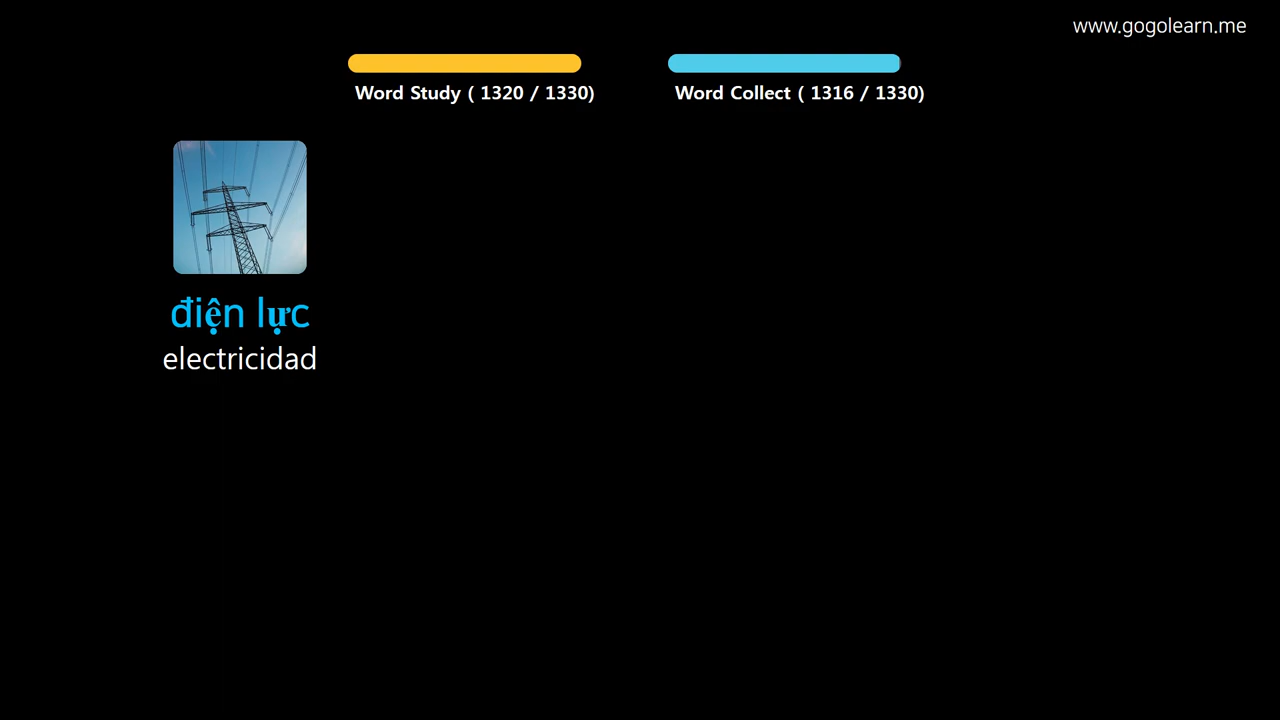 www.gogolearn.me
Word Study ( 1320 / 1330)
Word Collect ( 1316 / 1330)
điện lực
electricidad